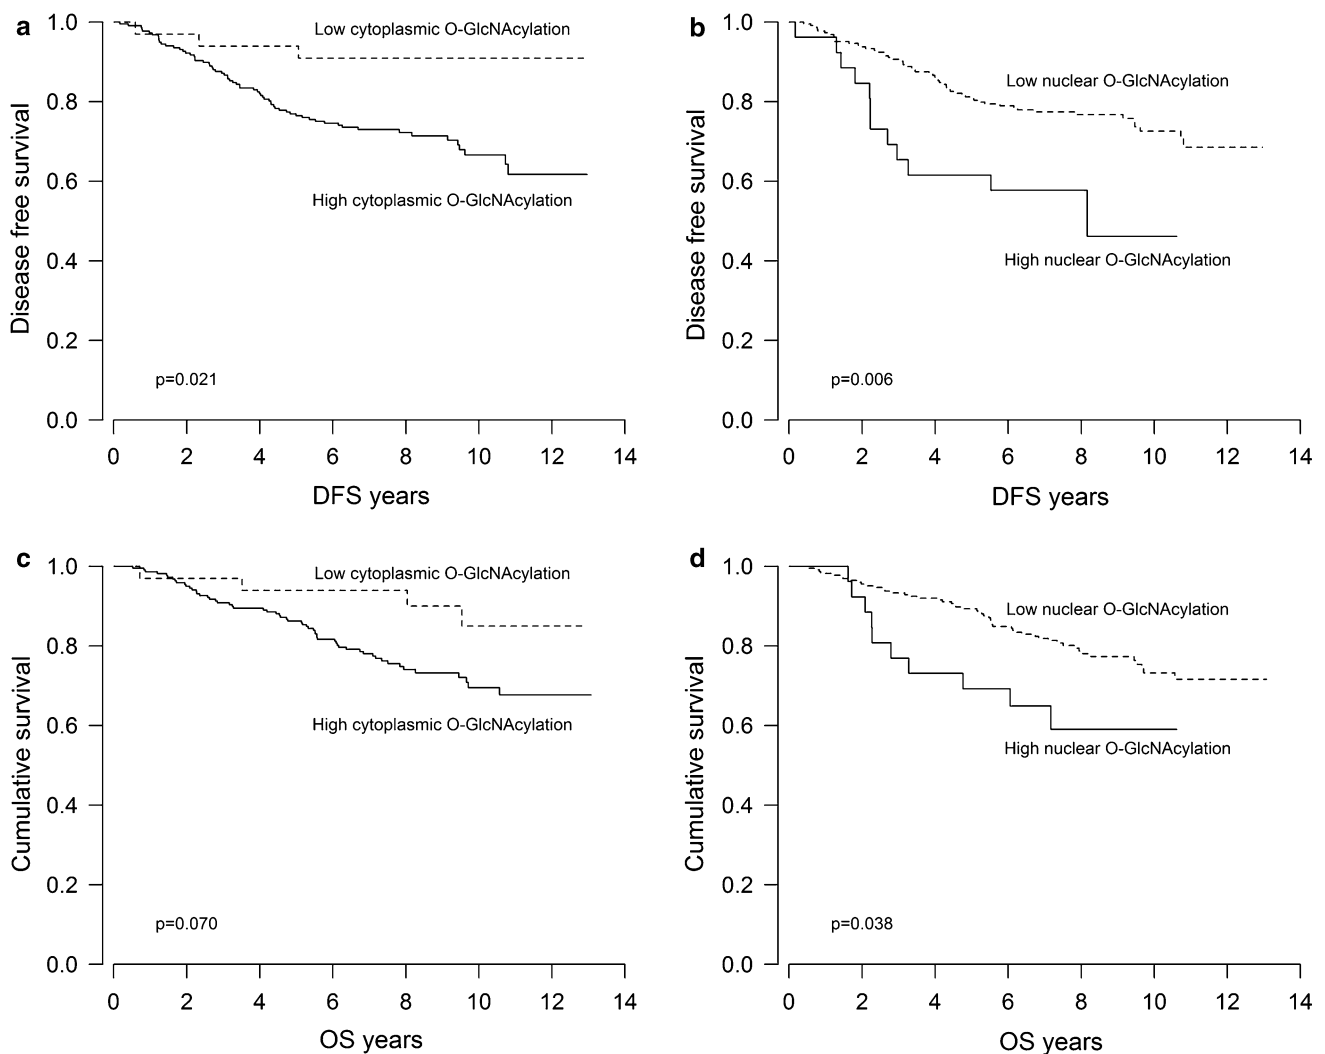 a
Disease free survival
1.0
0.8
0.6
0.4
0.2
0.0
Low cytoplasmic O-GlcNAcylation
High cytoplasmic O-GlcNAcylation
p=0.021
0 2 4 6 8 10 12 14
DFS years
b
Disease free survival
1.0
0.8
0.6
0.4
0.2
0.0
Low nuclear O-GlcNAcylation
High nuclear O-GlcNAcylation
p=0.006
0 2 4 6 8 10 12 14
DFS years
c
Cumulative survival
1.0
0.8
0.6
0.4
0.2
0.0
Low cytoplasmic O-GlcNAcylation
High cytoplasmic O-GlcNAcylation
p=0.070
0 2 4 6 8 10 12 14
OS years
d
Cumulative survival
1.0
0.8
0.6
0.4
0.2
0.0
Low nuclear O-GlcNAcylation
High nuclear O-GlcNAcylation
p=0.038
0 2 4 6 8 10 12 14
OS years